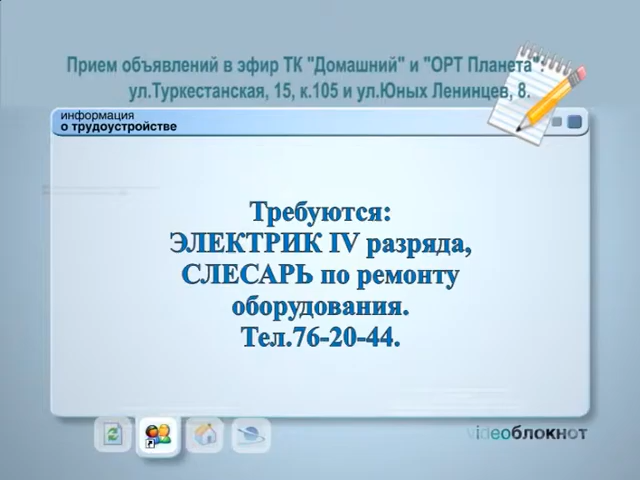 Прием объявлений в эфир ТК "Домашний" и "ОРТ Планета":
ул.Туркестанская, 15, к.105 и ул.Юных Ленинцев, 8.
информация
о трудоустройстве
Требуются:
ЭЛЕКТРИК IV разряда,
СЛЕСАРЬ по ремонту
оборудования.
Тел.76-20-44.
videoблокнот